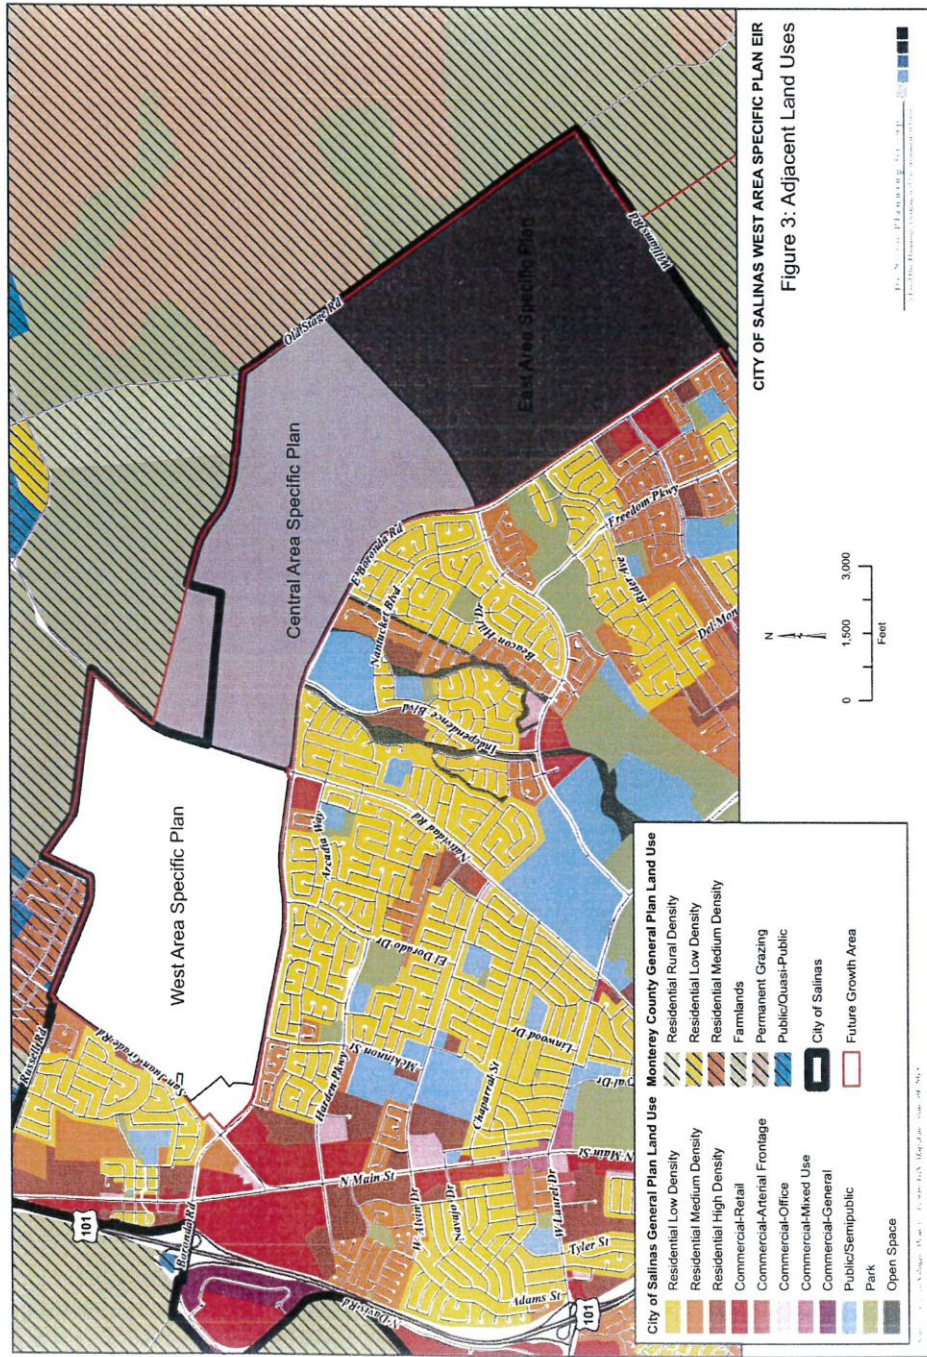 CITY OF SALINAS WEST AREA SPECIFIC PLAN EIR
Figure 3: Adjacent Land Uses
West Area Specific Plan
Central Area Specific Plan
East Area Specific Plan
Russell Rd
San Juan Grade Rd
Old Stage Rd
Williams Rd
E Boronda Rd
Boronda Rd
101
N Main St
N Davis Rd
Harden Pkwy
Mckinnon St
El Dorado Dr
Arcadia Way
Natividad Rd
Independence Blvd
Nantucket Blvd
Beacon Hill Dr
Rider Ave
Freedom Pkwy
Del Mon
W Alvin Dr
Navajo Dr
Chaparral St
Linwood Dr
W Laurel Dr
N Main St
Tyler St
Adams St
101
N
0 1,500 3,000
Feet
City of Salinas General Plan Land Use
Residential Low Density
Residential Medium Density
Residential High Density
Commercial-Retail
Commercial-Arterial Frontage
Commercial-Office
Commercial-Mixed Use
Commercial-General
Public/Semipublic
Park
Open Space
Monterey County General Plan Land Use
Residential Rural Density
Residential Low Density
Residential Medium Density
Farmlands
Permanent Grazing
Public/Quasi-Public
City of Salinas
Future Growth Area